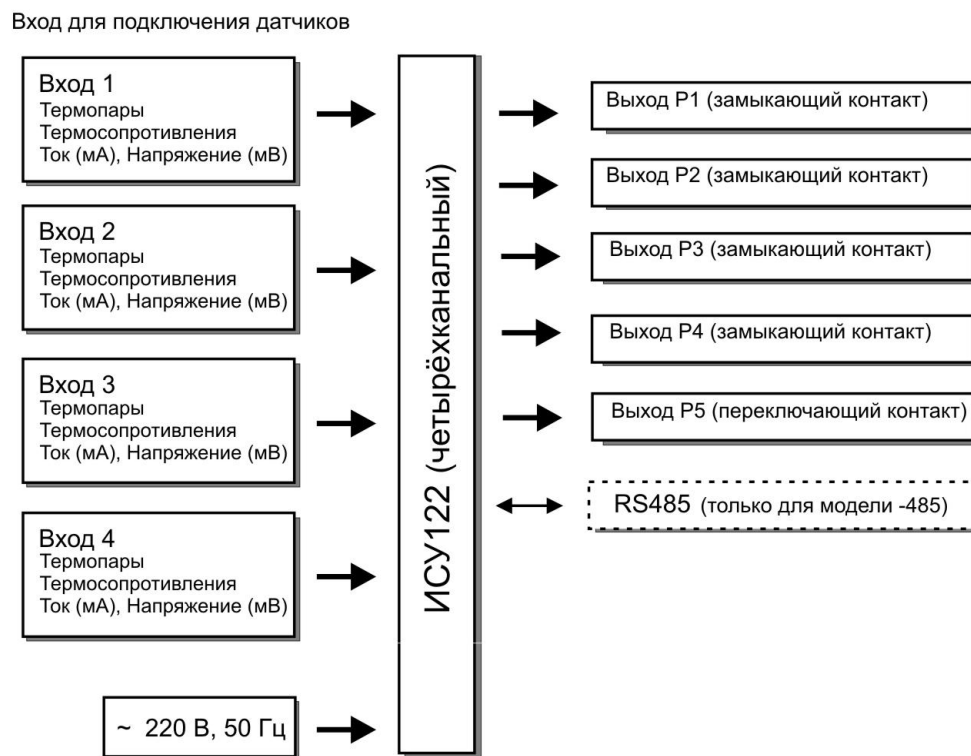 Вход для подключения датчиков
Вход 1
Термопары
Термосопротивления
Ток (мА), Напряжение (мВ)
Вход 2
Термопары
Термосопротивления
Ток (мА), Напряжение (мВ)
Вход 3
Термопары
Термосопротивления
Ток (мА), Напряжение (мВ)
Вход 4
Термопары
Термосопротивления
Ток (мА), Напряжение (мВ)
~ 220 В, 50 Гц
ИСУ122 (четырёхканальный)
Выход Р1 (замыкающий контакт)
Выход Р2 (замыкающий контакт)
Выход Р3 (замыкающий контакт)
Выход Р4 (замыкающий контакт)
Выход Р5 (переключающий контакт)
RS485 (только для модели -485)